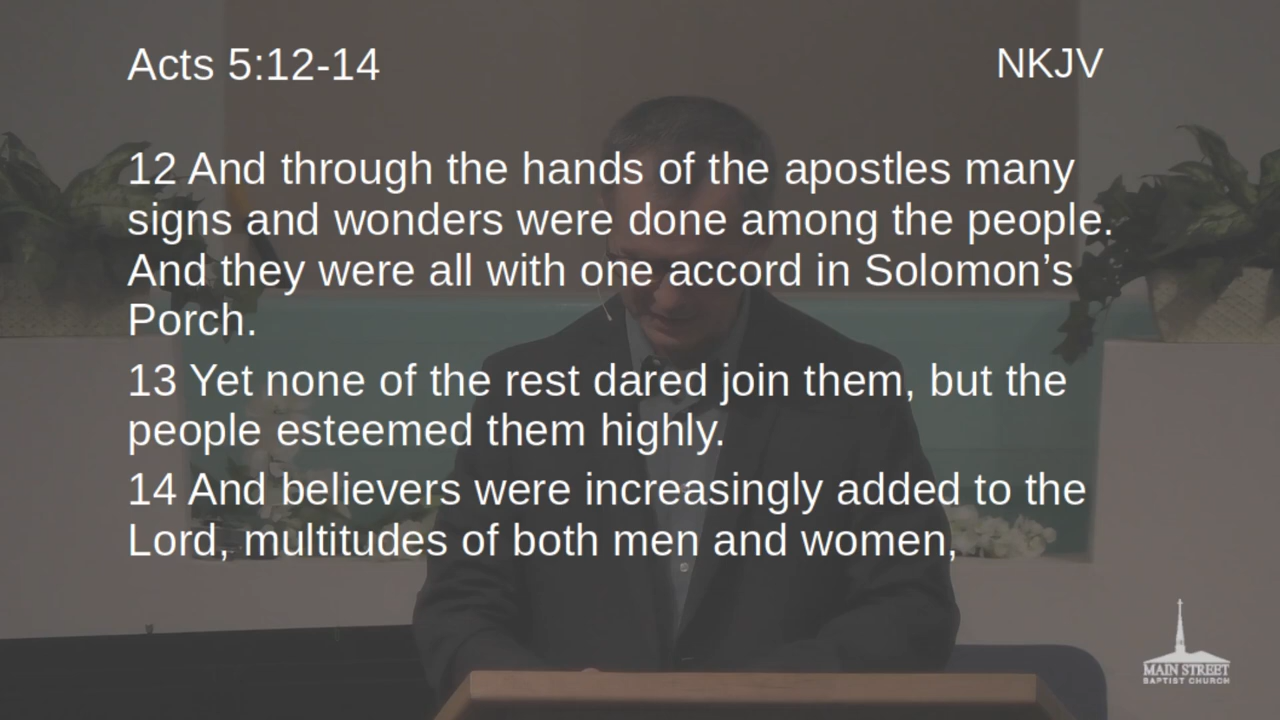 Acts 5:12-14 NKJV
12 And through the hands of the apostles many
signs and wonders were done among the people.
And they were all with one accord in Solomon’s
Porch.
13 Yet none of the rest dared join them, but the
people esteemed them highly.
14 And believers were increasingly added to the
Lord, multitudes of both men and women,
MAIN STREET
BAPTIST CHURCH